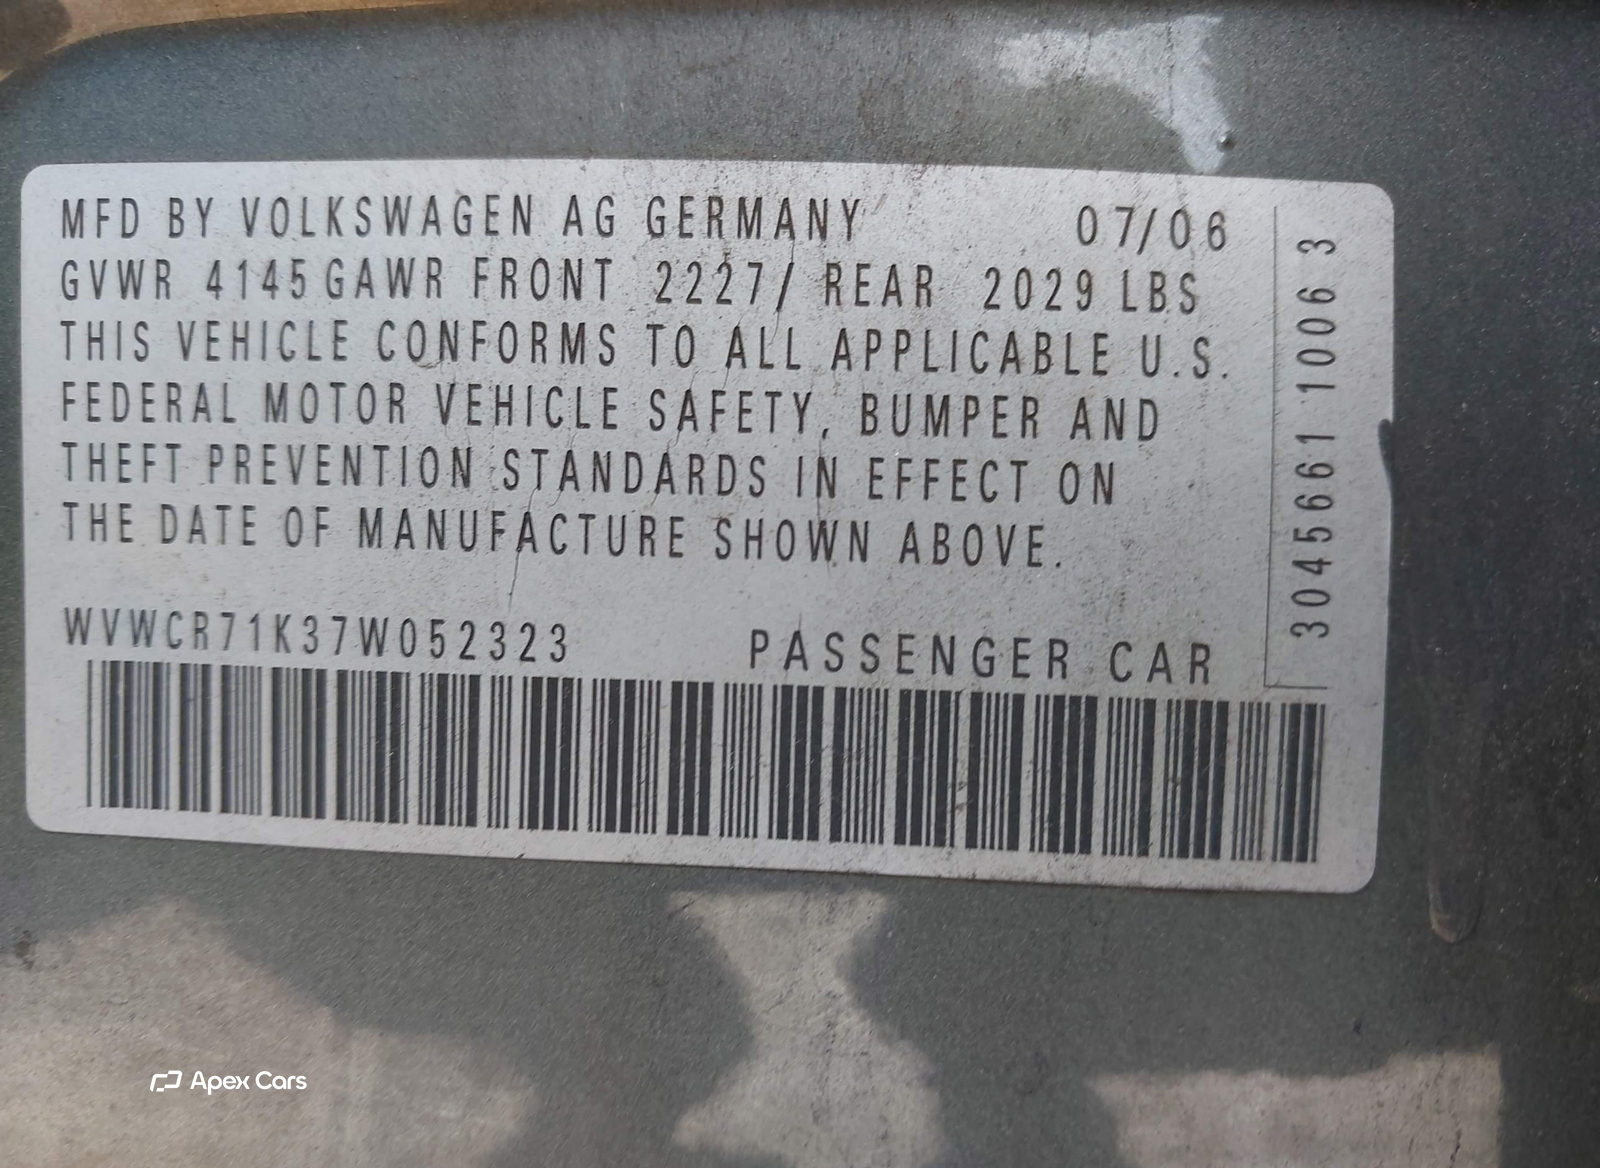 MFD BY VOLKSWAGEN AG GERMANY 07/06
GVWR 4145 GAWR FRONT 2227/ REAR 2029 LBS
THIS VEHICLE CONFORMS TO ALL APPLICABLE U.S.
FEDERAL MOTOR VEHICLE SAFETY, BUMPER AND
THEFT PREVENTION STANDARDS IN EFFECT ON
THE DATE OF MANUFACTURE SHOWN ABOVE.
WVWCR71K37W052323 PASSENGER CAR
3045661 1006 3
Apex Cars